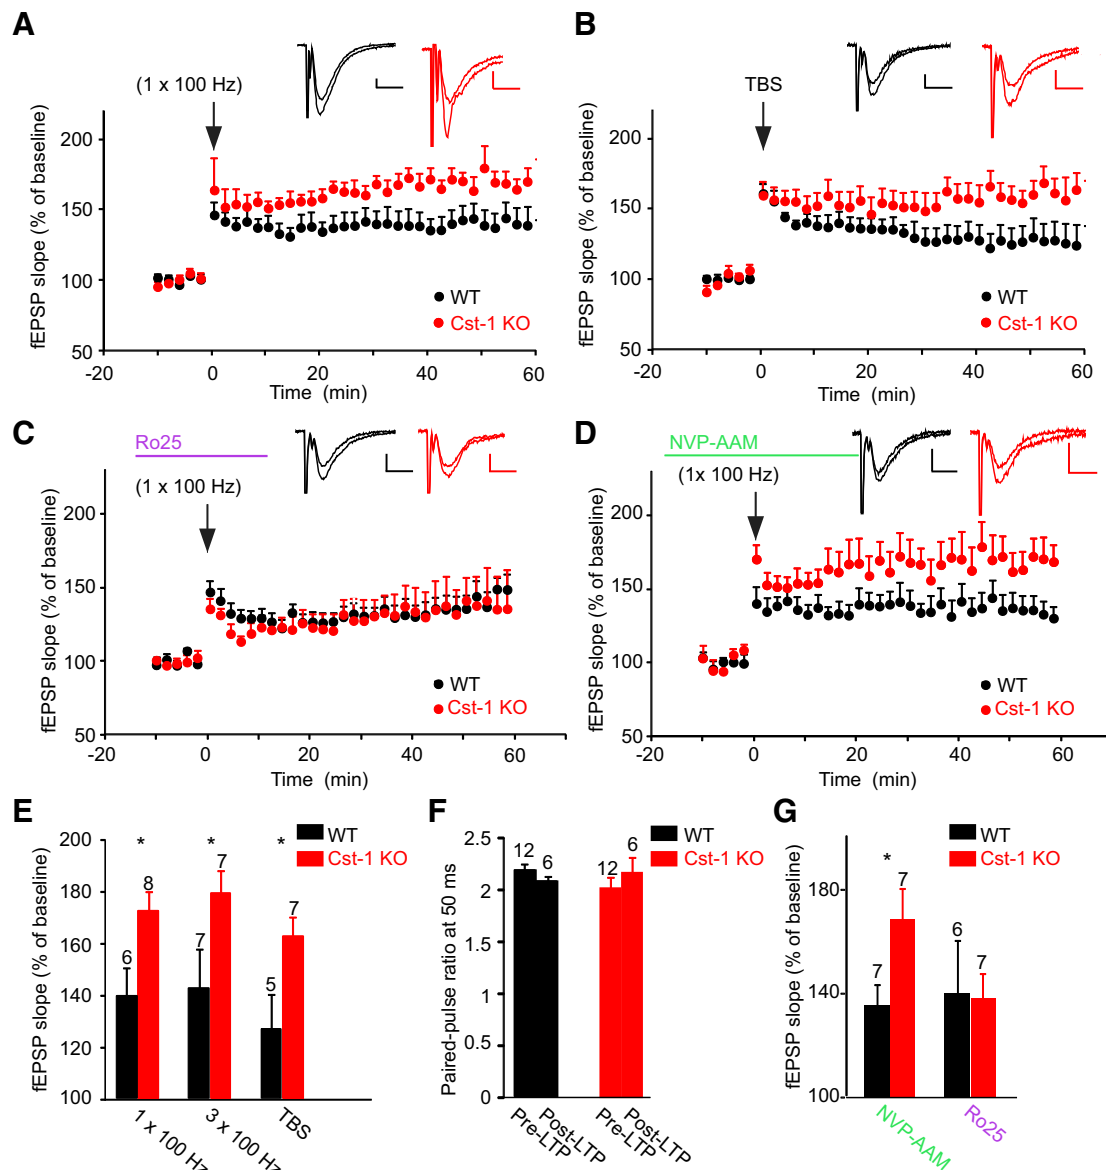 A
(1 x 100 Hz)
fEPSP slope (% of baseline)
200
150
100
50
-20
0
20
40
60
Time (min)
WT
Cst-1 KO
B
TBS
fEPSP slope (% of baseline)
200
150
100
50
-20
0
20
40
60
Time (min)
WT
Cst-1 KO
C
Ro25
(1 x 100 Hz)
fEPSP slope (% of baseline)
200
150
100
50
-20
0
20
40
60
Time (min)
WT
Cst-1 KO
D
NVP-AAM
(1x 100 Hz)
fEPSP slope (% of baseline)
200
150
100
50
-20
0
20
40
60
Time (min)
WT
Cst-1 KO
E
WT
Cst-1 KO
fEPSP slope (% of baseline)
200
180
160
140
120
100
* * *
6 8 7 7 5 7
1 x 100 Hz
3 x 100 Hz
TBS
F
WT
Cst-1 KO
Paired-pulse ratio at 50 ms
2.5
2
1.5
1
0.5
0
12 6 12 6
Pre-LTP
Post-LTP
Pre-LTP
Post-LTP
G
WT
Cst-1 KO
fEPSP slope (% of baseline)
180
140
100
*
7 7 6 7
NVP-AAM
Ro25